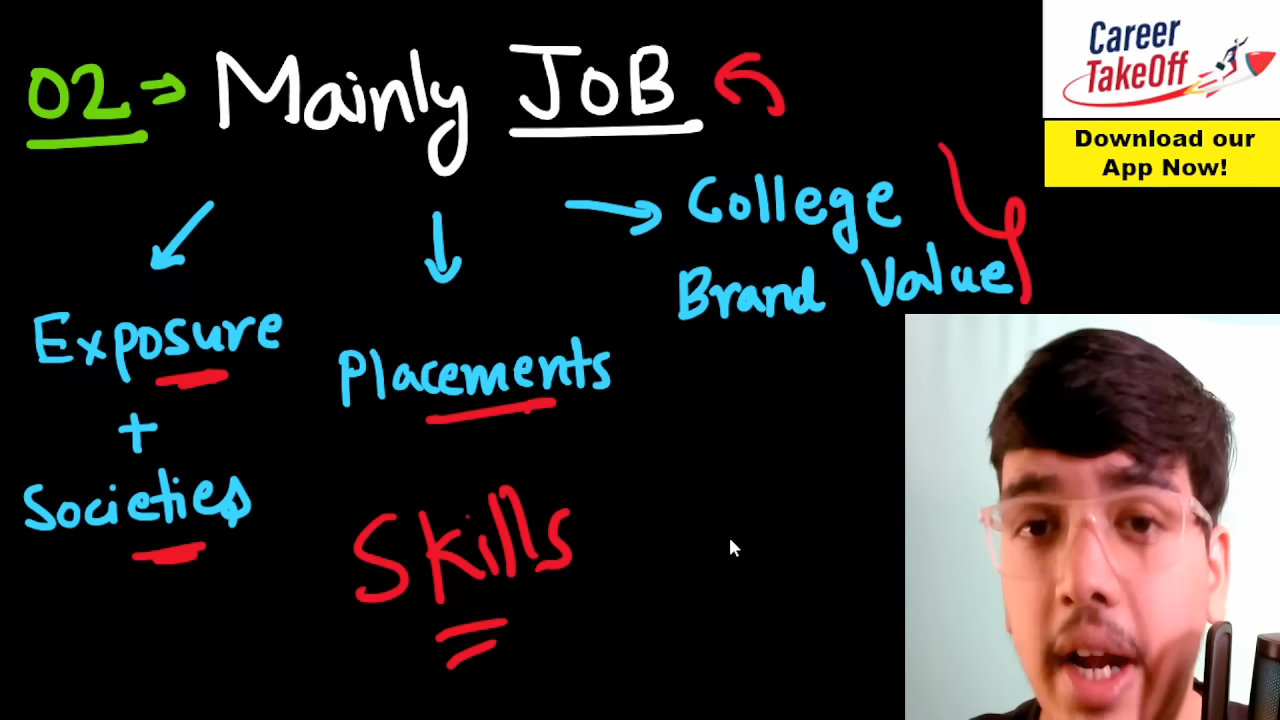 02 → Mainly JOB
College
Brand Value
Exposure
+
Societies
Placements
Skills
Career
TakeOff
Download our
App Now!